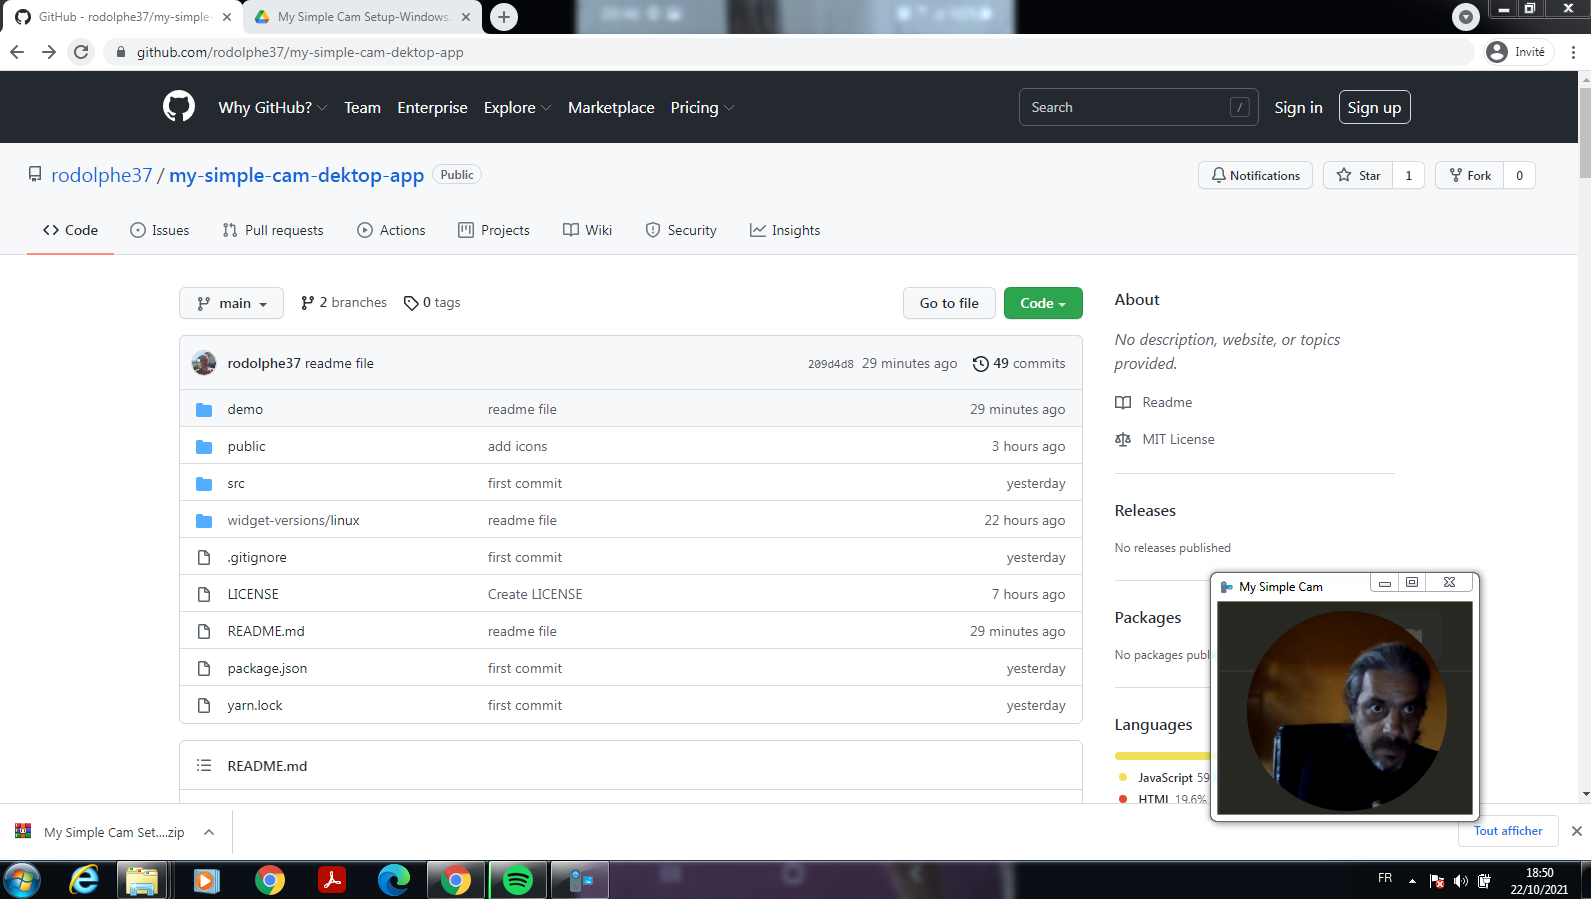 GitHub - rodolphe37/my-simple-
My Simple Cam Setup-Windows.
github.com/rodolphe37/my-simple-cam-dektop-app
Invité
Why GitHub?
Team
Enterprise
Explore
Marketplace
Pricing
Search
/
Sign in
Sign up
rodolphe37 / my-simple-cam-dektop-app
Public
Notifications
Star
1
Fork
0
Code
Issues
Pull requests
Actions
Projects
Wiki
Security
Insights
main
2 branches
0 tags
Go to file
Code
rodolphe37 readme file
209d4d8
29 minutes ago
49 commits
demo
readme file
29 minutes ago
public
add icons
3 hours ago
src
first commit
yesterday
widget-versions/linux
readme file
22 hours ago
.gitignore
first commit
yesterday
LICENSE
Create LICENSE
7 hours ago
README.md
readme file
29 minutes ago
package.json
first commit
yesterday
yarn.lock
first commit
yesterday
README.md
About
No description, website, or topics
provided.
Readme
MIT License
Releases
No releases published
Packages
No packages publ
Languages
JavaScript 59
HTML 19.6%
My Simple Cam
My Simple Cam Set....zip
Tout afficher
FR
18:50
22/10/2021